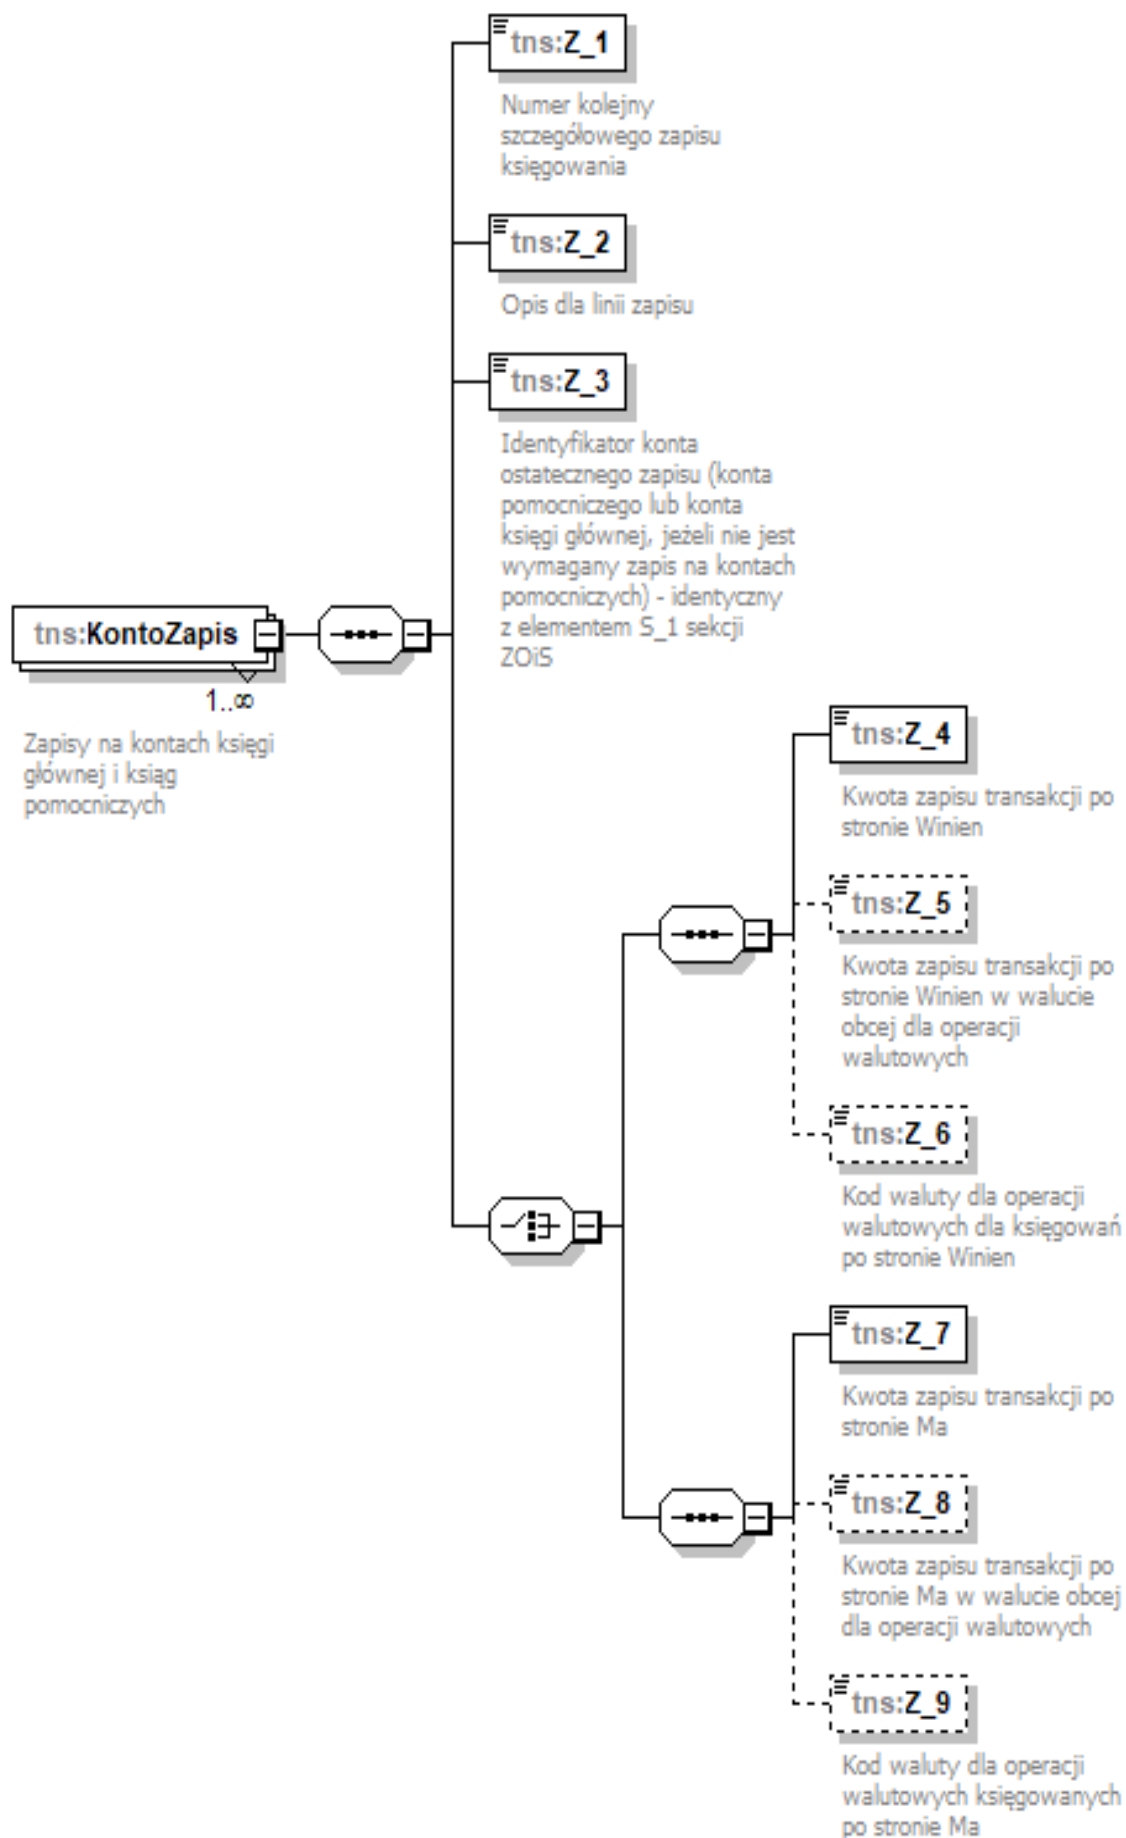 tns:Z_1
Numer kolejny
szczegółowego zapisu
księgowania
tns:Z_2
Opis dla linii zapisu
tns:Z_3
Identyfikator konta
ostatecznego zapisu (konta
pomocniczego lub konta
księgi głównej, jeżeli nie jest
wymagany zapis na kontach
pomocniczych) - identyczny
z elementem S_1 sekcji
ZOiS
tns:KontoZapis
1..∞
Zapisy na kontach księgi
głównej i ksiąg
pomocniczych
tns:Z_4
Kwota zapisu transakcji po
stronie Winien
tns:Z_5
Kwota zapisu transakcji po
stronie Winien w walucie
obcej dla operacji
walutowych
tns:Z_6
Kod waluty dla operacji
walutowych dla księgowań
po stronie Winien
tns:Z_7
Kwota zapisu transakcji po
stronie Ma
tns:Z_8
Kwota zapisu transakcji po
stronie Ma w walucie obcej
dla operacji walutowych
tns:Z_9
Kod waluty dla operacji
walutowych księgowanych
po stronie Ma